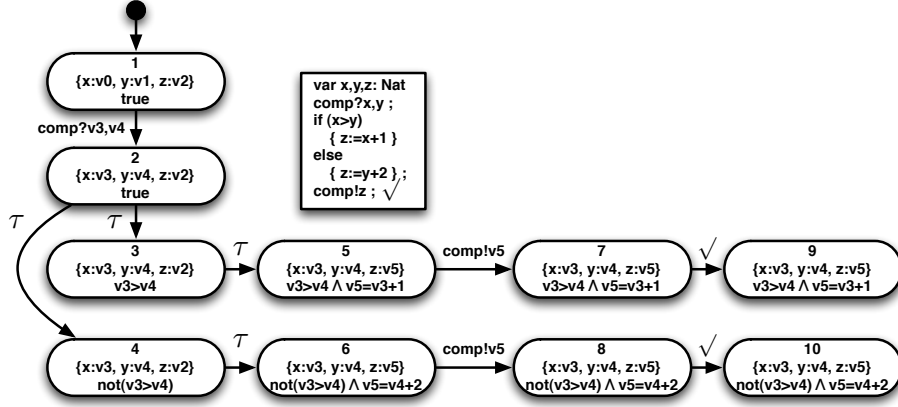 1
{x:v0, y:v1, z:v2}
true
comp?v3,v4
2
{x:v3, y:v4, z:v2}
true
var x,y,z: Nat
comp?x,y ;
if (x>y)
{ z:=x+1 }
else
{ z:=y+2 } ;
comp!z ; √
τ
τ
3
{x:v3, y:v4, z:v2}
v3>v4
τ
5
{x:v3, y:v4, z:v5}
v3>v4 ∧ v5=v3+1
comp!v5
7
{x:v3, y:v4, z:v5}
v3>v4 ∧ v5=v3+1
√
9
{x:v3, y:v4, z:v5}
v3>v4 ∧ v5=v3+1
4
{x:v3, y:v4, z:v2}
not(v3>v4)
τ
6
{x:v3, y:v4, z:v5}
not(v3>v4) ∧ v5=v4+2
comp!v5
8
{x:v3, y:v4, z:v5}
not(v3>v4) ∧ v5=v4+2
√
10
{x:v3, y:v4, z:v5}
not(v3>v4) ∧ v5=v4+2